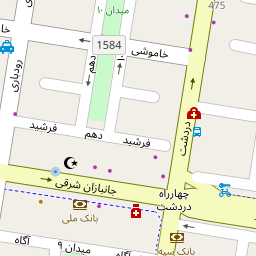 475
میدان ۱۰
خاموشی
1584
رودباری
دهم
دردشت
فرشید
دهم
فرشید
جانبازان شرقی
چهارراه
دردشت
بانک ملی
آگاه
میدان ۹
آگاه
بانک سپه